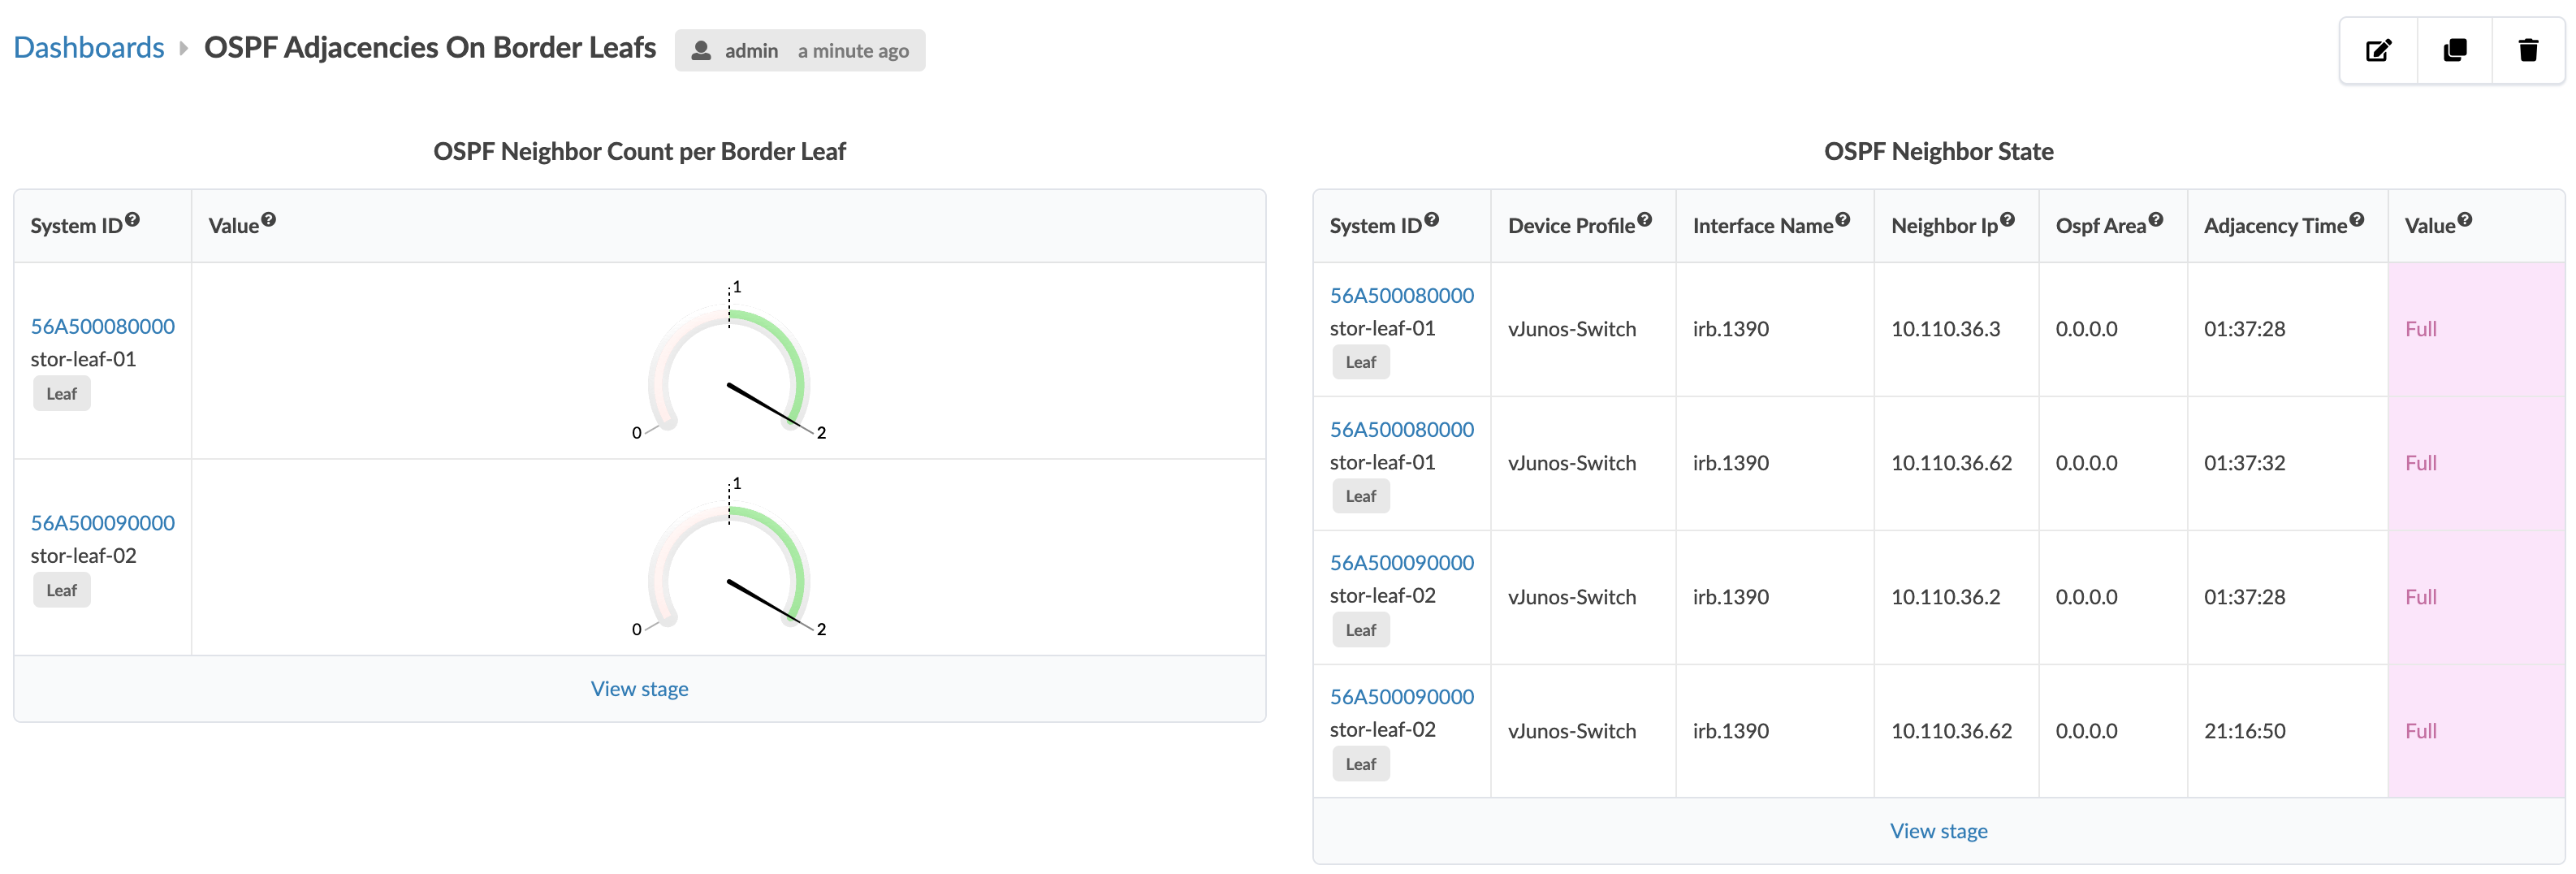 Dashboards OSPF Adjacencies On Border Leafs admin a minute ago
OSPF Neighbor Count per Border Leaf
System ID Value
56A500080000
stor-leaf-01
Leaf
1
0
2
56A500090000
stor-leaf-02
Leaf
1
0
2
View stage
OSPF Neighbor State
System ID Device Profile Interface Name Neighbor Ip Ospf Area Adjacency Time Value
56A500080000
stor-leaf-01 vJunos-Switch irb.1390 10.110.36.3 0.0.0.0 01:37:28 Full
Leaf
56A500080000
stor-leaf-01 vJunos-Switch irb.1390 10.110.36.62 0.0.0.0 01:37:32 Full
Leaf
56A500090000
stor-leaf-02 vJunos-Switch irb.1390 10.110.36.2 0.0.0.0 01:37:28 Full
Leaf
56A500090000
stor-leaf-02 vJunos-Switch irb.1390 10.110.36.62 0.0.0.0 21:16:50 Full
Leaf
View stage